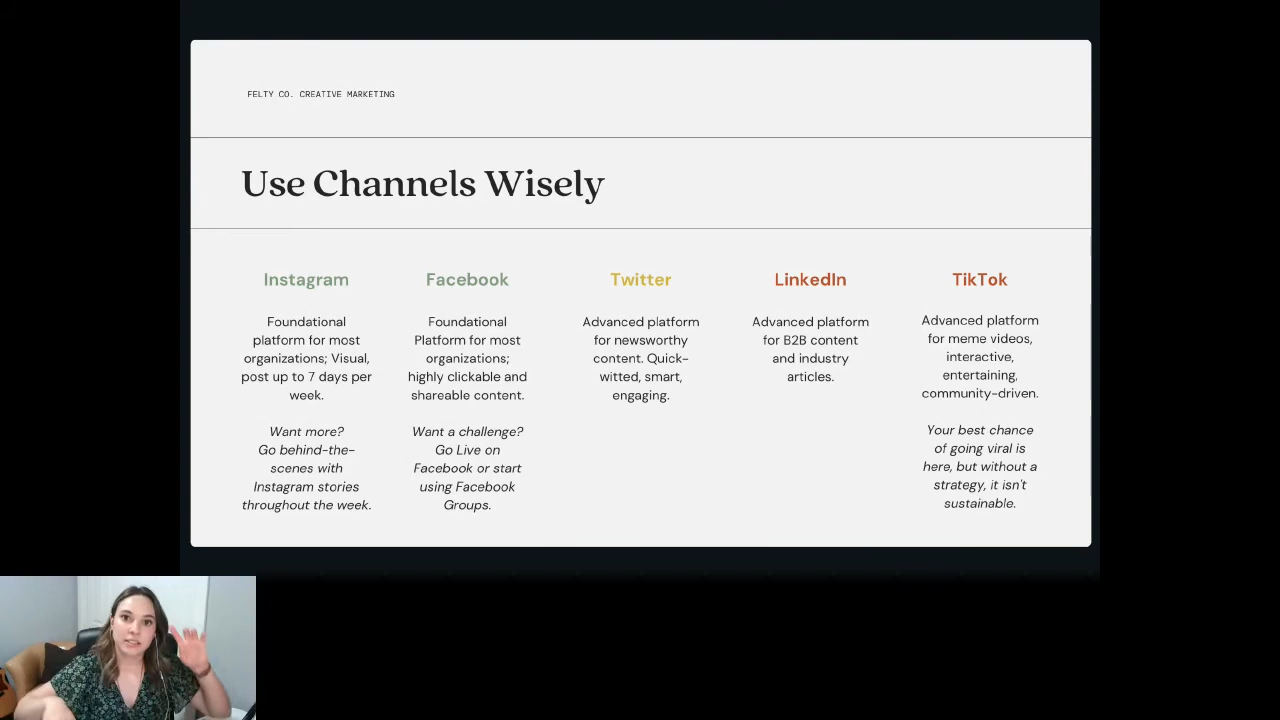 FELTY CO. CREATIVE MARKETING
Use Channels Wisely
Instagram
Foundational
platform for most
organizations; Visual,
post up to 7 days per
week.
Want more?
Go behind-the-
scenes with
Instagram stories
throughout the week.
Facebook
Foundational
Platform for most
organizations;
highly clickable and
shareable content.
Want a challenge?
Go Live on
Facebook or start
using Facebook
Groups.
Twitter
Advanced platform
for newsworthy
content. Quick-
witted, smart,
engaging.
LinkedIn
Advanced platform
for B2B content
and industry
articles.
TikTok
Advanced platform
for meme videos,
interactive,
entertaining,
community-driven.
Your best chance
of going viral is
here, but without a
strategy, it isn't
sustainable.